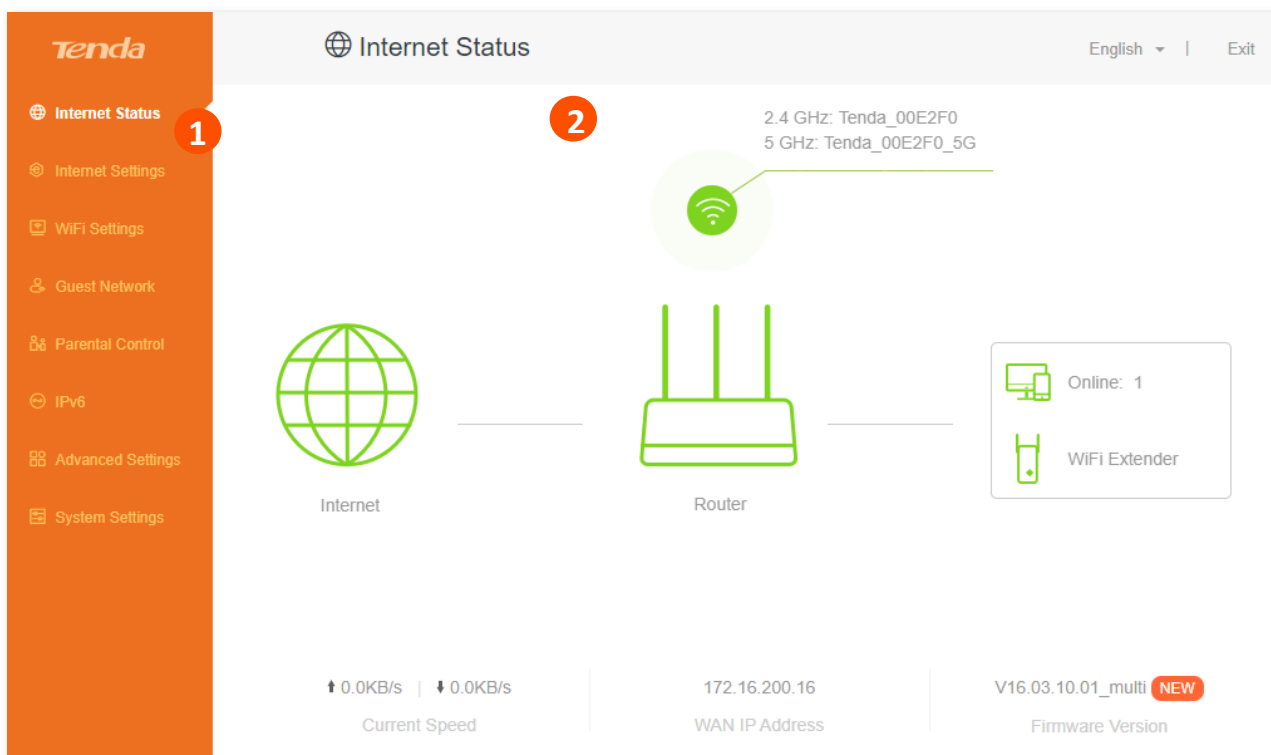 Tenda
Internet Status
English |
Exit
Internet Status
1
Internet Settings
WiFi Settings
Guest Network
Parental Control
IPv6
Advanced Settings
System Settings
2
2.4 GHz: Tenda_00E2F0
5 GHz: Tenda_00E2F0_5G
Internet
Router
Online: 1
WiFi Extender
0.0KB/s | 0.0KB/s
Current Speed
172.16.200.16
WAN IP Address
V16.03.10.01_multi NEW
Firmware Version